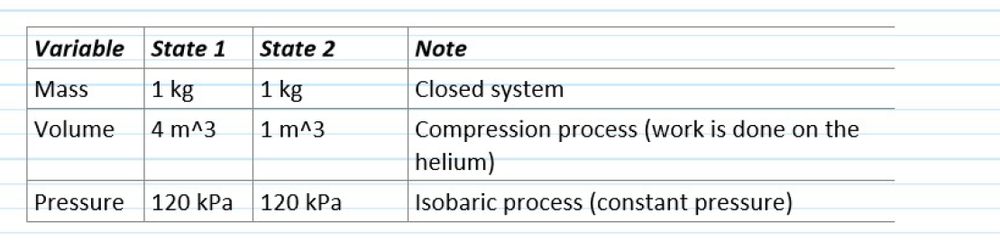 Variable State 1 State 2 Note
Mass 1 kg 1 kg Closed system
Volume 4 m^3 1 m^3 Compression process (work is done on the
helium)
Pressure 120 kPa 120 kPa Isobaric process (constant pressure)